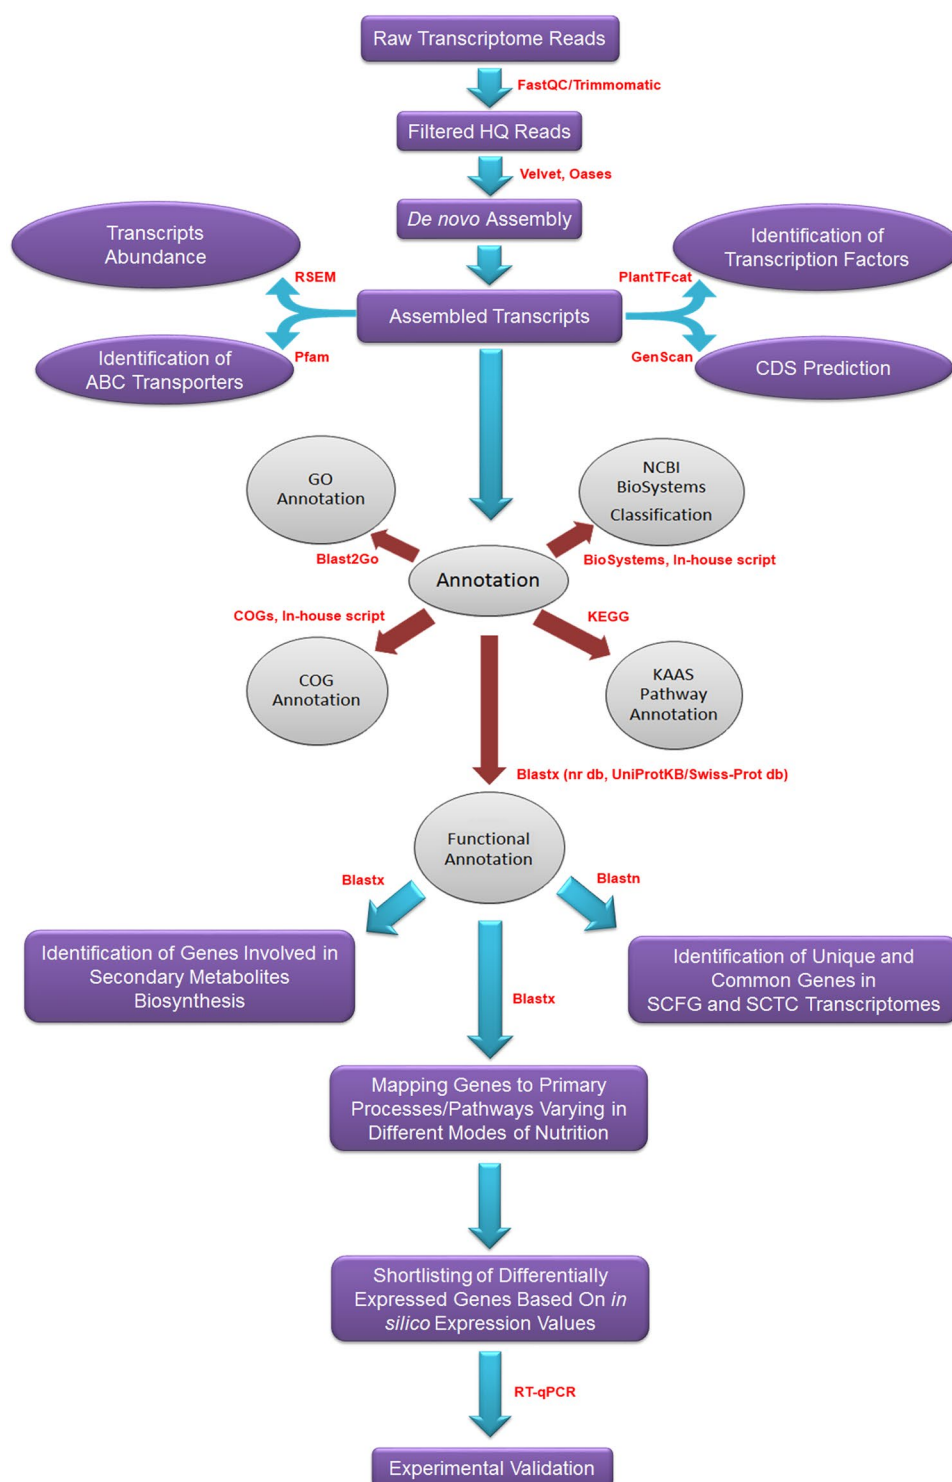 Raw Transcriptome Reads
FastQC/Trimmomatic
Filtered HQ Reads
Velvet, Oases
De novo Assembly
Transcripts
Abundance
Identification of
Transcription Factors
RSEM
PlantTFcat
Assembled Transcripts
Identification of
ABC Transporters
Pfam
GenScan
CDS Prediction
GO
Annotation
NCBI
BioSystems
Classification
Blast2Go
BioSystems, In-house script
Annotation
COGs, In-house script
KEGG
COG
Annotation
KAAS
Pathway
Annotation
Blastx (nr db, UniProtKB/Swiss-Prot db)
Functional
Annotation
Blastx
Blastn
Identification of Genes Involved in
Secondary Metabolites
Biosynthesis
Identification of Unique and
Common Genes in
SCFG and SCTC Transcriptomes
Blastx
Mapping Genes to Primary
Processes/Pathways Varying in
Different Modes of Nutrition
Shortlisting of Differentially
Expressed Genes Based On in
silico Expression Values
RT-qPCR
Experimental Validation